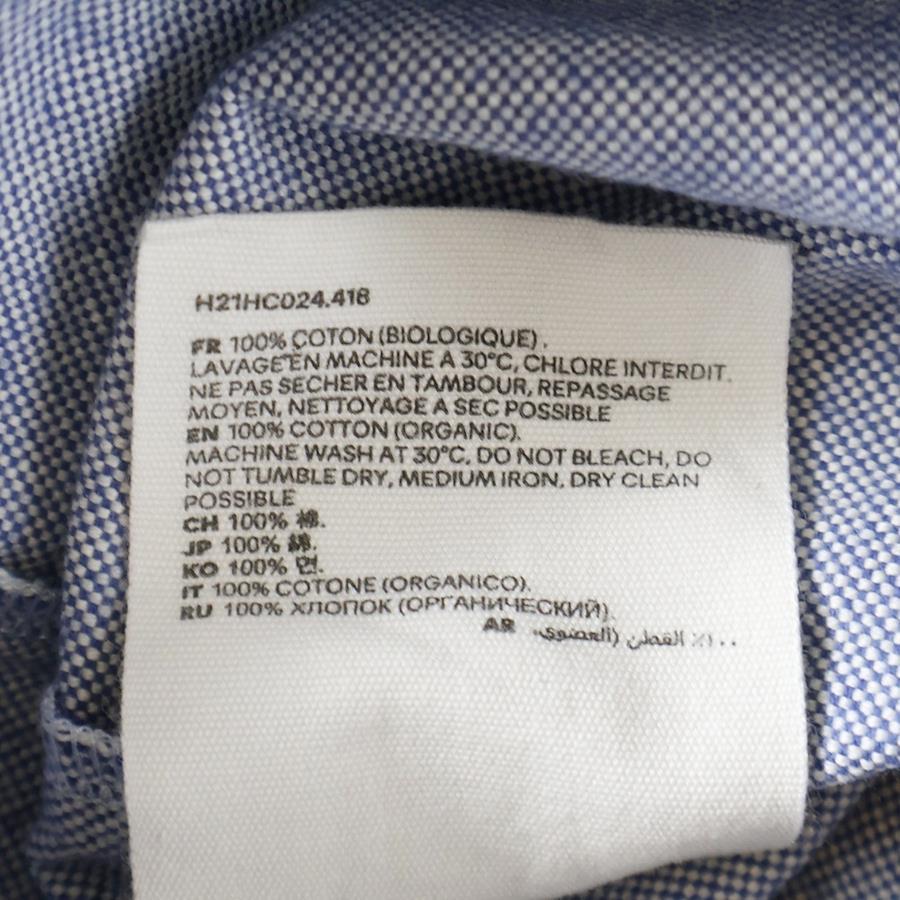 H21HC024.418
FR 100% COTON (BIOLOGIQUE).
LAVAGE EN MACHINE A 30°C, CHLORE INTERDIT.
NE PAS SECHER EN TAMBOUR, REPASSAGE
MOYEN, NETTOYAGE A SEC POSSIBLE
EN 100% COTTON (ORGANIC).
MACHINE WASH AT 30°C, DO NOT BLEACH, DO
NOT TUMBLE DRY, MEDIUM IRON, DRY CLEAN
POSSIBLE
CH 100% 棉.
JP 100% 綿.
KO 100% 면.
IT 100% COTONE (ORGANICO).
RU 100% ХЛОПОК (ОРГАНИЧЕСКИЙ).
١٠٠٪ القطن (العضوي. AR